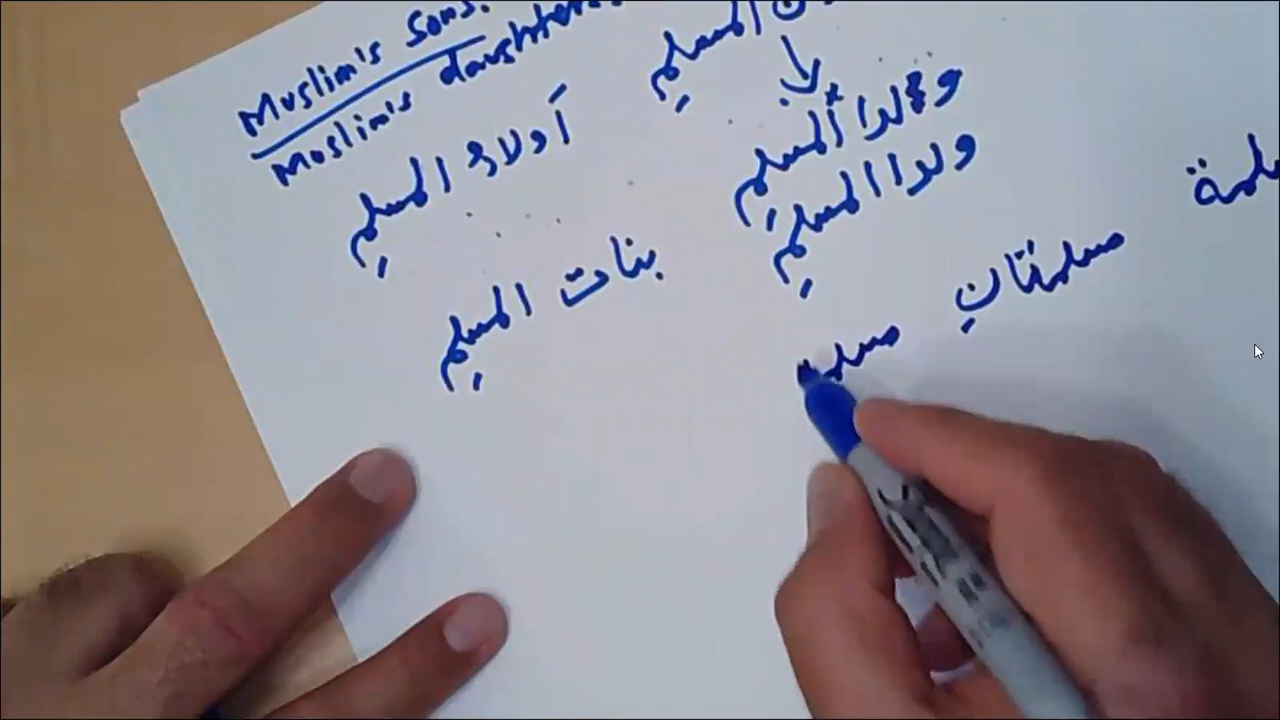 Muslim's Sons.
Muslim's daughters
المسلمِ
أولاد المسلمِ
ولدا المسلمِ
ولدا المسلمِ
بنات المسلمِ
مسلمتانِ